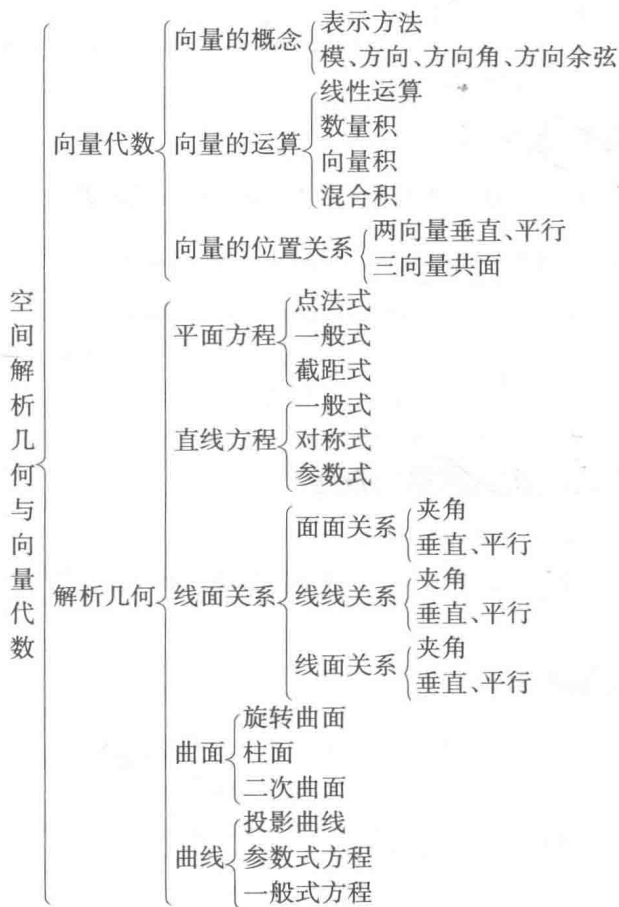 空间解析几何与向量代数
向量代数
向量的概念
表示方法
模、方向、方向角、方向余弦
向量的运算
线性运算
数量积
向量积
混合积
向量的位置关系
两向量垂直、平行
三向量共面
解析几何
平面方程
点法式
一般式
截距式
直线方程
一般式
对称式
参数式
线面关系
面面关系
夹角
垂直、平行
线线关系
夹角
垂直、平行
线面关系
夹角
垂直、平行
曲面
旋转曲面
柱面
二次曲面
曲线
投影曲线
参数式方程
一般式方程